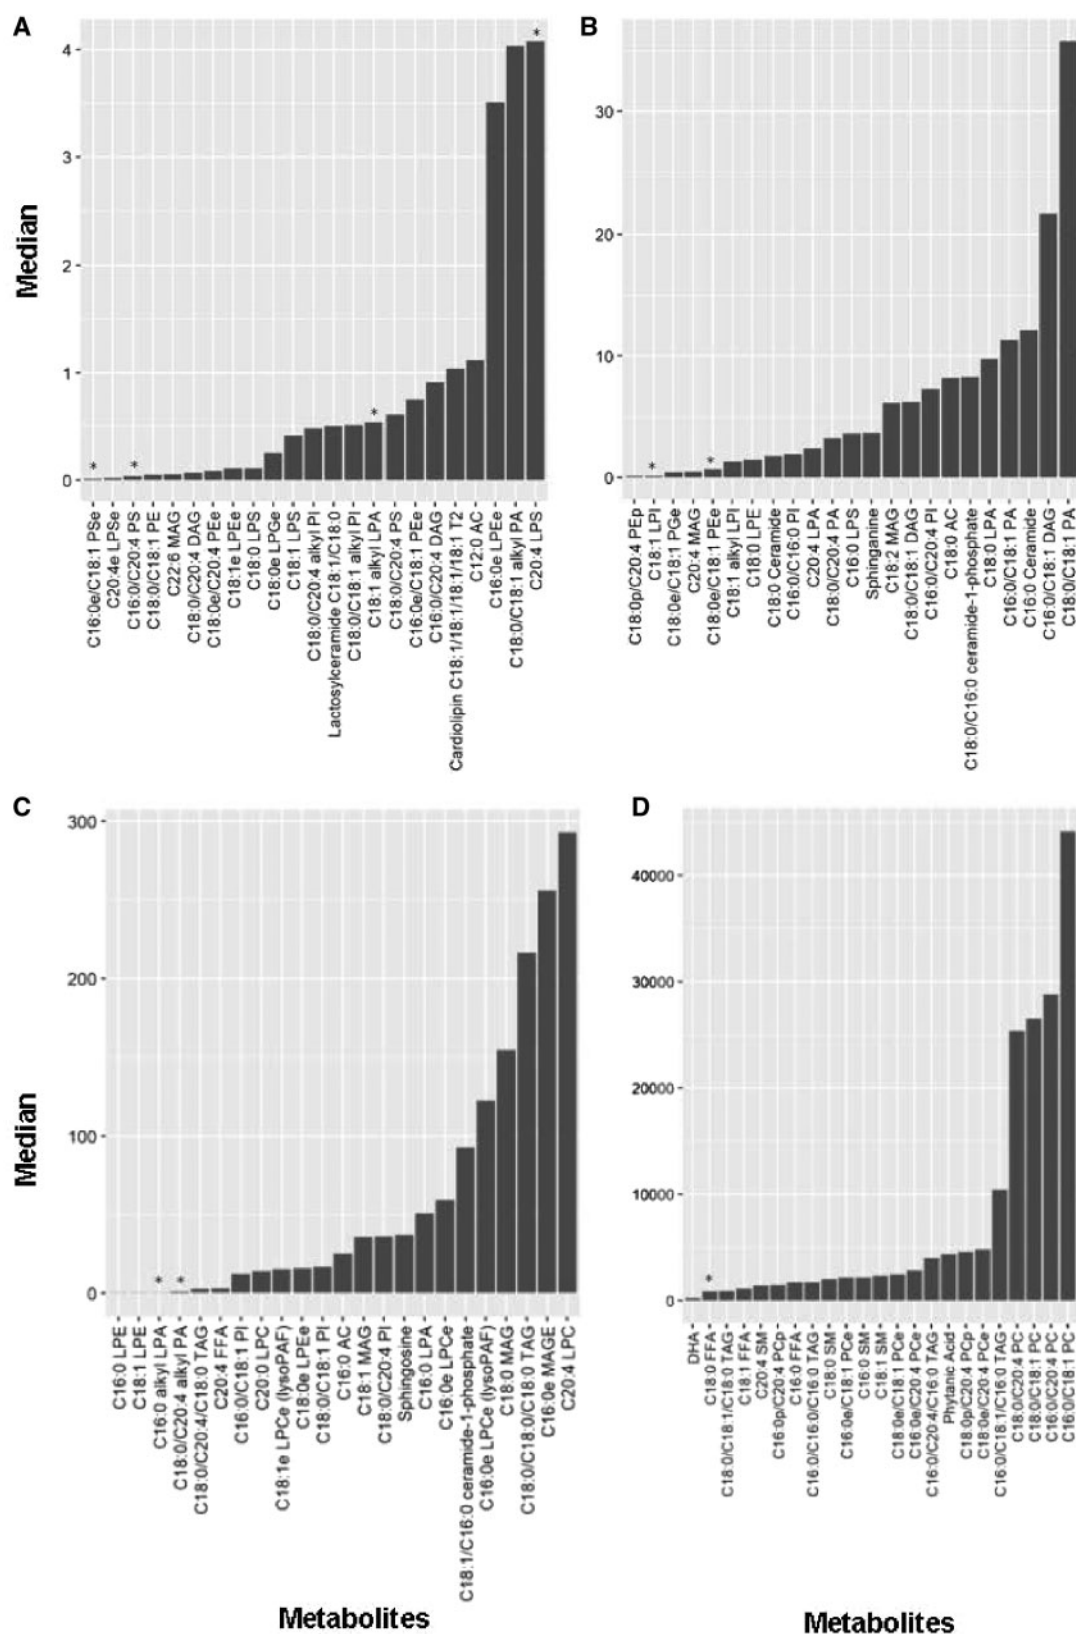 A
Median
4
3
2
1
0
*
*
*
*
C16:0e/C18:1 PSe
C20:4e LPSe
C16:0/C20:4 PS
C18:0/C18:1 PE
C22:6 MAG
C18:0/C20:4 DAG
C18:0e/C20:4 PEe
C18:1e LPEe
C18:0 LPS
C18:0e LPGe
C18:1 LPS
C18:0/C20:4 alkyl PI
Lactosylceramide C18:1/C18:0
C18:0/C18:1 alkyl PI
C18:1 alkyl LPA
C18:0/C20:4 PS
C16:0e/C18:1 PEe
C16:0/C20:4 DAG
Cardiolipin C18:1/18:1/18:1/18:1 T2
C12:0 AC
C16:0e LPEe
C18:0/C18:1 alkyl PA
C20:4 LPS
B
30
20
10
0
*
*
C18:0p/C20:4 PEp
C18:1 LPI
C18:0e/C18:1 PGe
C20:4 MAG
C18:0e/C18:1 PEe
C18:1 alkyl LPI
C18:0 LPE
C18:0 Ceramide
C16:0/C16:0 PI
C20:4 LPA
C18:0/C20:4 PA
C16:0 LPS
Sphinganine
C18:2 MAG
C18:0/C18:1 DAG
C16:0/C20:4 PI
C18:0 AC
C18:0/C16:0 ceramide-1-phosphate
C18:0 LPA
C16:0/C18:1 PA
C16:0 Ceramide
C16:0/C18:1 DAG
C18:0/C18:1 PA
C
Median
300
200
100
0
*
*
C16:0 LPE
C18:1 LPE
C16:0 alkyl LPA
C18:0/C20:4 alkyl PA
C18:0/C20:4/C18:0 TAG
C20:4 FFA
C16:0/C18:1 PI
C20:0 LPC
C18:1e LPCe (lysoPAF)
C18:0e LPEe
C18:0/C18:1 PI
C16:0 AC
C18:1 MAG
C18:0/C20:4 PI
Sphingosine
C16:0 LPA
C16:0e LPCe
C18:1/C16:0 ceramide-1-phosphate
C16:0e LPCe (lysoPAF)
C18:0 MAG
C18:0/C18:0/C18:0 TAG
C16:0e MAGE
C20:4 LPC
Metabolites
D
40000
30000
20000
10000
0
*
DHA
C18:0 FFA
C18:0/C18:1/C18:0 TAG
C18:1 FFA
C20:4 SM
C16:0p/C20:4 PCp
C16:0 FFA
C16:0/C16:0/C16:0 TAG
C18:0 SM
C16:0e/C18:1 PCe
C16:0 SM
C18:1 SM
C18:0e/C18:1 PCe
C16:0e/C20:4 PCe
C16:0/C20:4/C16:0 TAG
Phytanic Acid
C18:0p/C20:4 PCp
C18:0e/C20:4 PCe
C16:0/C18:1/C16:0 TAG
C18:0/C20:4 PC
C18:0/C18:1 PC
C16:0/C20:4 PC
C16:0/C18:1 PC
Metabolites